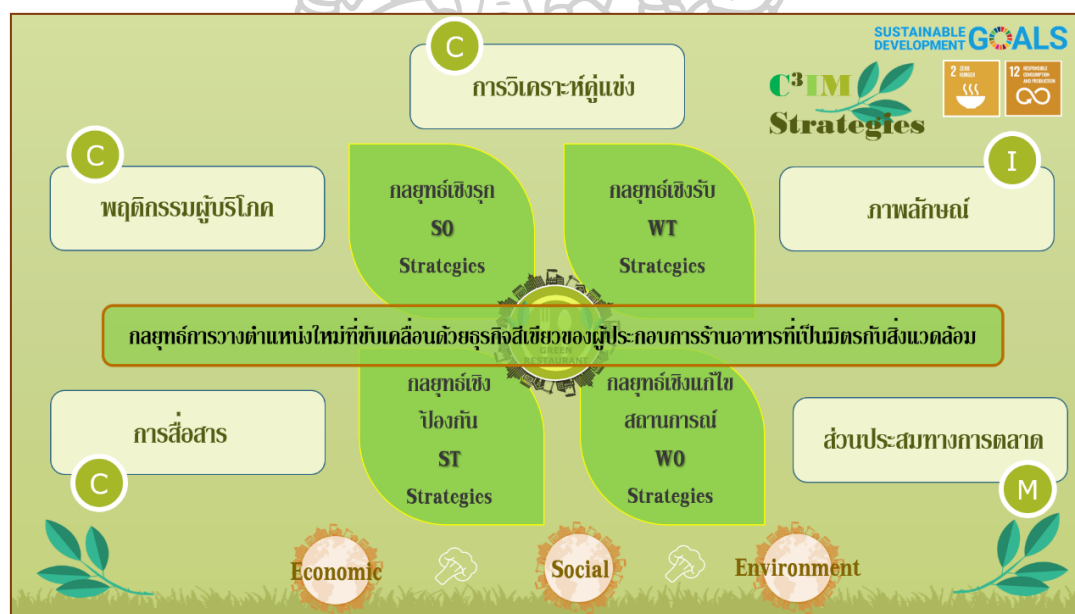 C
การวิเคราะห์คู่แข่ง
SUSTAINABLE
DEVELOPMENT
GOALS
2 ZERO
HUNGER
12 RESPONSIBLE
CONSUMPTION
AND PRODUCTION
C³IM
Strategies
C
พฤติกรรมผู้บริโภค
กลยุทธ์เชิงรุก
SO
Strategies
กลยุทธ์เชิงรับ
WT
Strategies
I
ภาพลักษณ์
กลยุทธ์การวางตำแหน่งใหม่ที่ขับเคลื่อนด้วยธุรกิจสีเขียวของผู้ประกอบการร้านอาหารที่เป็นมิตรกับสิ่งแวดล้อม
GREEN
RESTAURANT
การสื่อสาร
C
กลยุทธ์เชิง
ป้องกัน
ST
Strategies
กลยุทธ์เชิงแก้ไข
สถานการณ์
WO
Strategies
ส่วนประสมทางการตลาด
M
Economic
Social
Environment